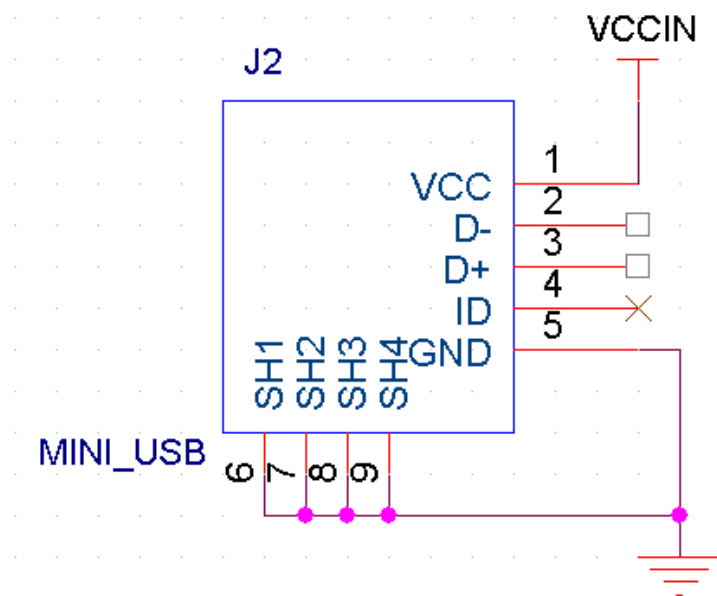 VCCIN
J2
1
VCC
2
D-
3
D+
4
ID
5
GND
SH1
SH2
SH3
SH4
MINI_USB
6
7
8
9